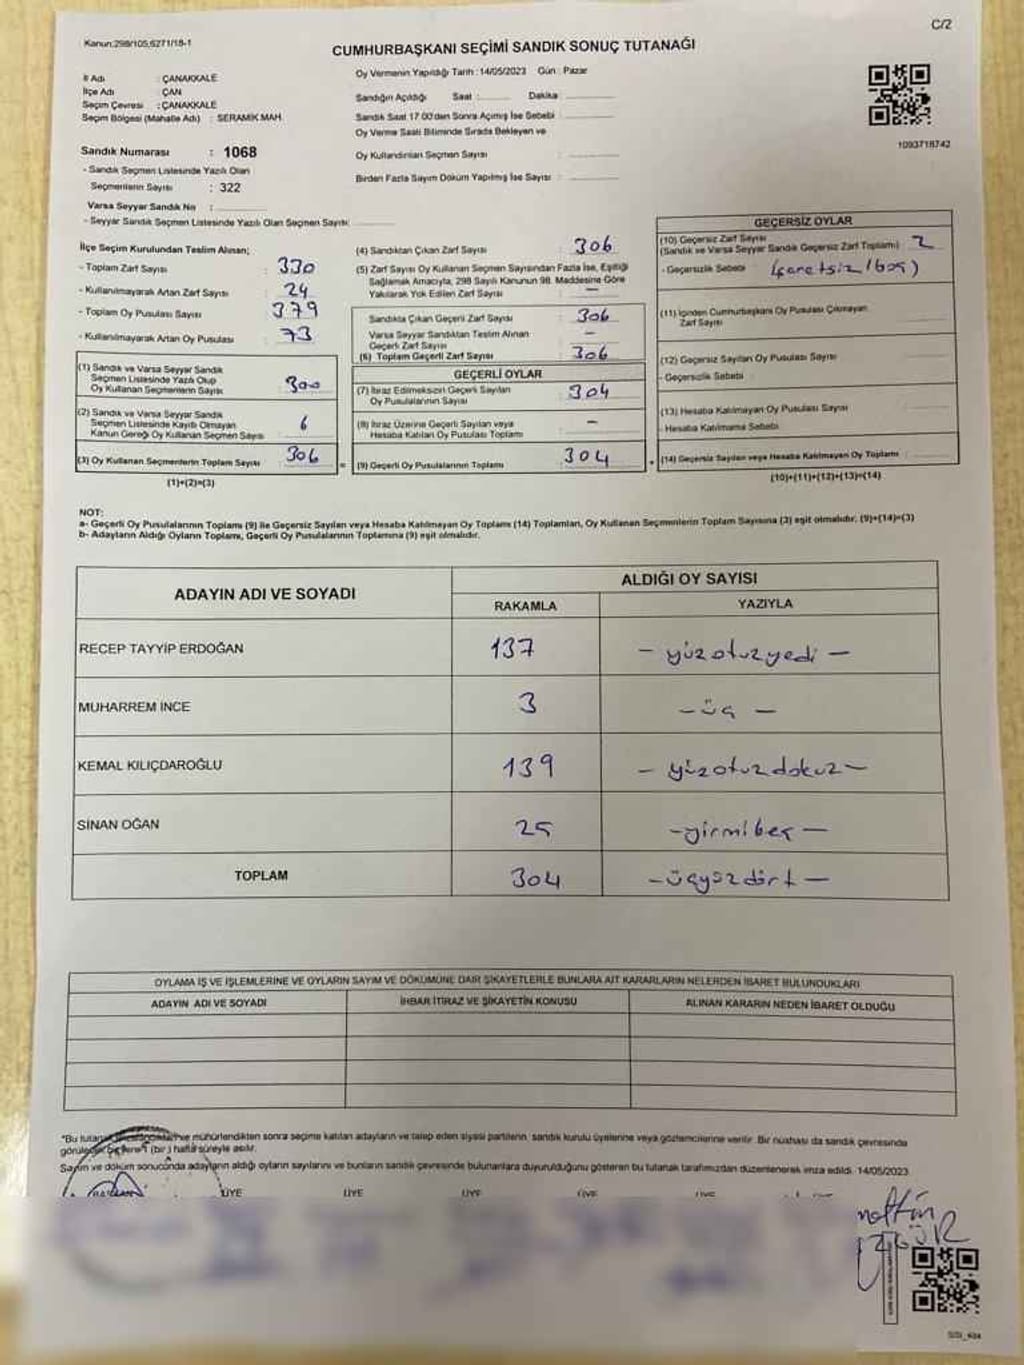 C/2
Kanun:298/105,6271/18-1
CUMHURBAŞKANI SEÇİMİ SANDIK SONUÇ TUTANAĞI
İl Adı : ÇANAKKALE
İlçe Adı : ÇAN
Seçim Çevresi : ÇANAKKALE
Seçim Bölgesi (Mahalle Adı) : SERAMİK MAH.
Sandık Numarası : 1068
- Sandık Seçmen Listesinde Yazılı Olan
Seçmenlerin Sayısı : 322
Varsa Seyyar Sandık No :
- Seyyar Sandık Seçmen Listesinde Yazılı Olan Seçmen Sayısı:
Oy Vermenin Yapıldığı Tarih :14/05/2023 Gün : Pazar
Sandığın Açıldığı Saat : Dakika :
Sandık Saat 17.00'den Sonra Açılmış İse Sebebi :
Oy Verme Saati Bitiminde Sırada Bekleyen ve
Oy Kullandırılan Seçmen Sayısı :
Birden Fazla Sayım Döküm Yapılmış İse Sayısı :
1093718742
İlçe Seçim Kurulundan Teslim Alınan;
- Toplam Zarf Sayısı : 330
- Kullanılmayarak Artan Zarf Sayısı : 24
- Toplam Oy Pusulası Sayısı : 379
- Kullanılmayarak Artan Oy Pusulası : 73
(1) Sandık ve Varsa Seyyar Sandık
Seçmen Listesinde Yazılı Olup
Oy Kullanan Seçmenlerin Sayısı : 300
(2) Sandık ve Varsa Seyyar Sandık
Seçmen Listesinde Kayıtlı Olmayan
Kanun Gereği Oy Kullanan Seçmen Sayısı : 6
(3) Oy Kullanan Seçmenlerin Toplam Sayısı : 306
(1)+(2)=(3)
(4) Sandıktan Çıkan Zarf Sayısı : 306
(5) Zarf Sayısı Oy Kullanan Seçmen Sayısından Fazla İse, Eşitliği
Sağlamak Amacıyla, 298 Sayılı Kanunun 98. Maddesine Göre
Yakılarak Yok Edilen Zarf Sayısı : —
Sandıkta Çıkan Geçerli Zarf Sayısı : 306
Varsa Seyyar Sandıktan Teslim Alınan
Geçerli Zarf Sayısı : —
(6) Toplam Geçerli Zarf Sayısı : 306
GEÇERLİ OYLAR
(7) İtiraz Edilmeksizin Geçerli Sayılan
Oy Pusulalarının Sayısı : 304
(8) İtiraz Üzerine Geçerli Sayılan veya
Hesaba Katılan Oy Pusulası Toplamı : —
(9) Geçerli Oy Pusulalarının Toplamı : 304
GEÇERSİZ OYLAR
(10) Geçersiz Zarf Sayısı
(Sandık ve Varsa Seyyar Sandık Geçersiz Zarf Toplamı) : 2
- Geçersizlik Sebebi : (İşaretsiz/boş)
(11) İçinden Cumhurbaşkanı Oy Pusulası Çıkmayan
Zarf Sayısı
(12) Geçersiz Sayılan Oy Pusulası Sayısı
- Geçersizlik Sebebi
(13) Hesaba Katılmayan Oy Pusulası Sayısı
- Hesaba Katılmama Sebebi
(14) Geçersiz Sayılan veya Hesaba Katılmayan Oy Toplamı :
(10)+(11)+(12)+(13)=(14)
NOT:
a- Geçerli Oy Pusulalarının Toplamı (9) ile Geçersiz Sayılan veya Hesaba Katılmayan Oy Toplamı (14) Toplamları, Oy Kullanan Seçmenlerin Toplam Sayısına (3) eşit olmalıdır. (9)+(14)=(3)
b- Adayların Aldığı Oyların Toplamı, Geçerli Oy Pusulalarının Toplamına (9) eşit olmalıdır.
ADAYIN ADI VE SOYADI
ALDIĞI OY SAYISI
RAKAMLA YAZIYLA
RECEP TAYYİP ERDOĞAN 137 — yüzotuzyedi —
MUHARREM İNCE 3 — üç —
KEMAL KILIÇDAROĞLU 139 — yüzotuzdokuz —
SİNAN OĞAN 25 — yirmibeş —
TOPLAM 304 — üçyüzdört —
OYLAMA İŞ VE İŞLEMLERİNE VE OYLARIN SAYIM VE DÖKÜMÜNE DAİR ŞİKAYETLERLE BUNLARA AİT KARARLARIN NELERDEN İBARET BULUNDUKLARI
ADAYIN ADI VE SOYADI İHBAR İTİRAZ VE ŞİKAYETİN KONUSU ALINAN KARARIN NEDEN İBARET OLDUĞU
*Bu tutanak ve mühürlendikten sonra seçime katılan adayların ve talep eden siyasi partilerin sandık kurulu üyelerine veya gözlemcilerine verilir. Bir nüshası da sandık çevresinde
1 (bir) hafta süreyle asılır.
Sayım ve döküm sonucunda adayların aldığı oyların sayılarını ve bunların sandık çevresinde bulunanlara duyurulduğunu gösteren bu tutanak tarafımızdan düzenlenerek imza edildi. 14/05/2023
BAŞKAN ÜYE ÜYE ÜYE ÜYE ÜYE